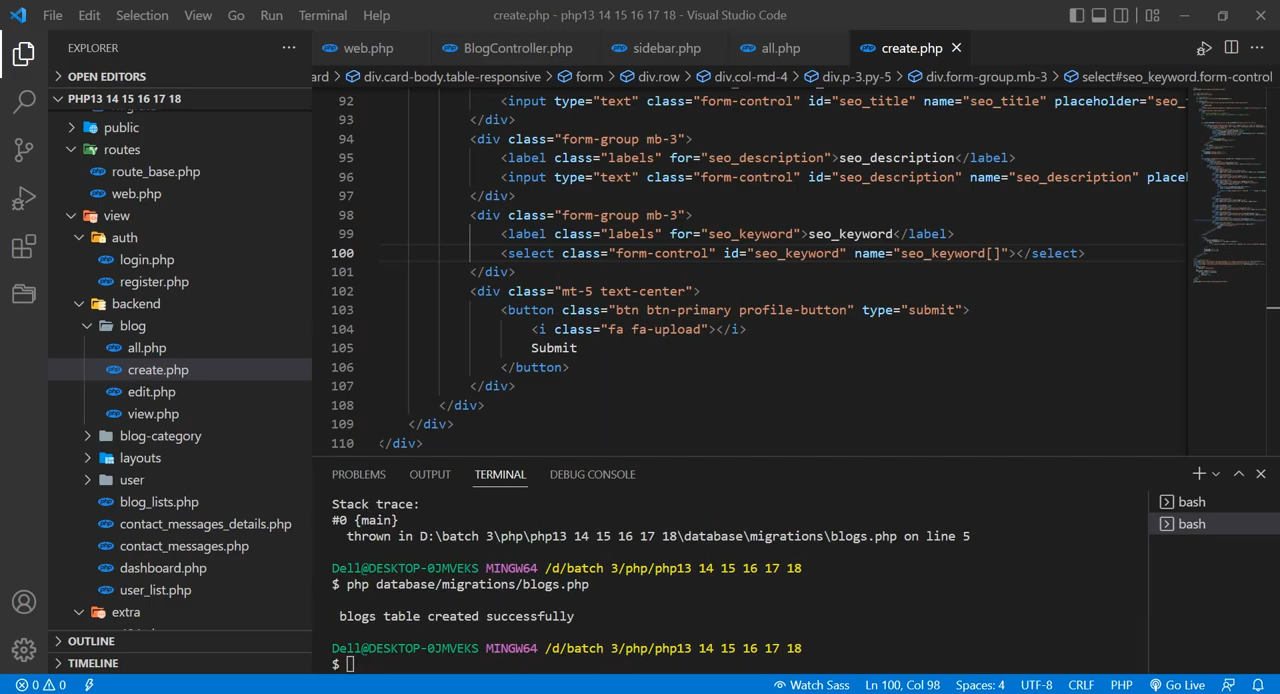 File Edit Selection View Go Run Terminal Help create.php - php13 14 15 16 17 18 - Visual Studio Code
EXPLORER
OPEN EDITORS
PHP13 14 15 16 17 18
public
routes
route_base.php
web.php
view
auth
login.php
register.php
backend
blog
all.php
create.php
edit.php
view.php
blog-category
layouts
user
blog_lists.php
contact_messages_details.php
contact_messages.php
dashboard.php
user_list.php
extra
OUTLINE
TIMELINE
web.php BlogController.php sidebar.php all.php create.php
ard > div.card-body.table-responsive > form > div.row > div.col-md-4 > div.p-3.py-5 > div.form-group.mb-3 > select#seo_keyword.form-control
92 <input type="text" class="form-control" id="seo_title" name="seo_title" placeholder="seo_
93 </div>
94 <div class="form-group mb-3">
95 <label class="labels" for="seo_description">seo_description</label>
96 <input type="text" class="form-control" id="seo_description" name="seo_description" plac
97 </div>
98 <div class="form-group mb-3">
99 <label class="labels" for="seo_keyword">seo_keyword</label>
100 <select class="form-control" id="seo_keyword" name="seo_keyword[]"></select>
101 </div>
102 <div class="mt-5 text-center">
103 <button class="btn btn-primary profile-button" type="submit">
104 <i class="fa fa-upload"></i>
105 Submit
106 </button>
107 </div>
108 </div>
109 </div>
110 </div>
PROBLEMS OUTPUT TERMINAL DEBUG CONSOLE
Stack trace:
#0 {main}
thrown in D:\batch 3\php\php13 14 15 16 17 18\database\migrations\blogs.php on line 5
Dell@DESKTOP-0JMVEKS MINGW64 /d/batch 3/php/php13 14 15 16 17 18
$ php database/migrations/blogs.php
blogs table created successfully
Dell@DESKTOP-0JMVEKS MINGW64 /d/batch 3/php/php13 14 15 16 17 18
$
bash
bash
0 0 Watch Sass Ln 100, Col 98 Spaces: 4 UTF-8 CRLF PHP Go Live